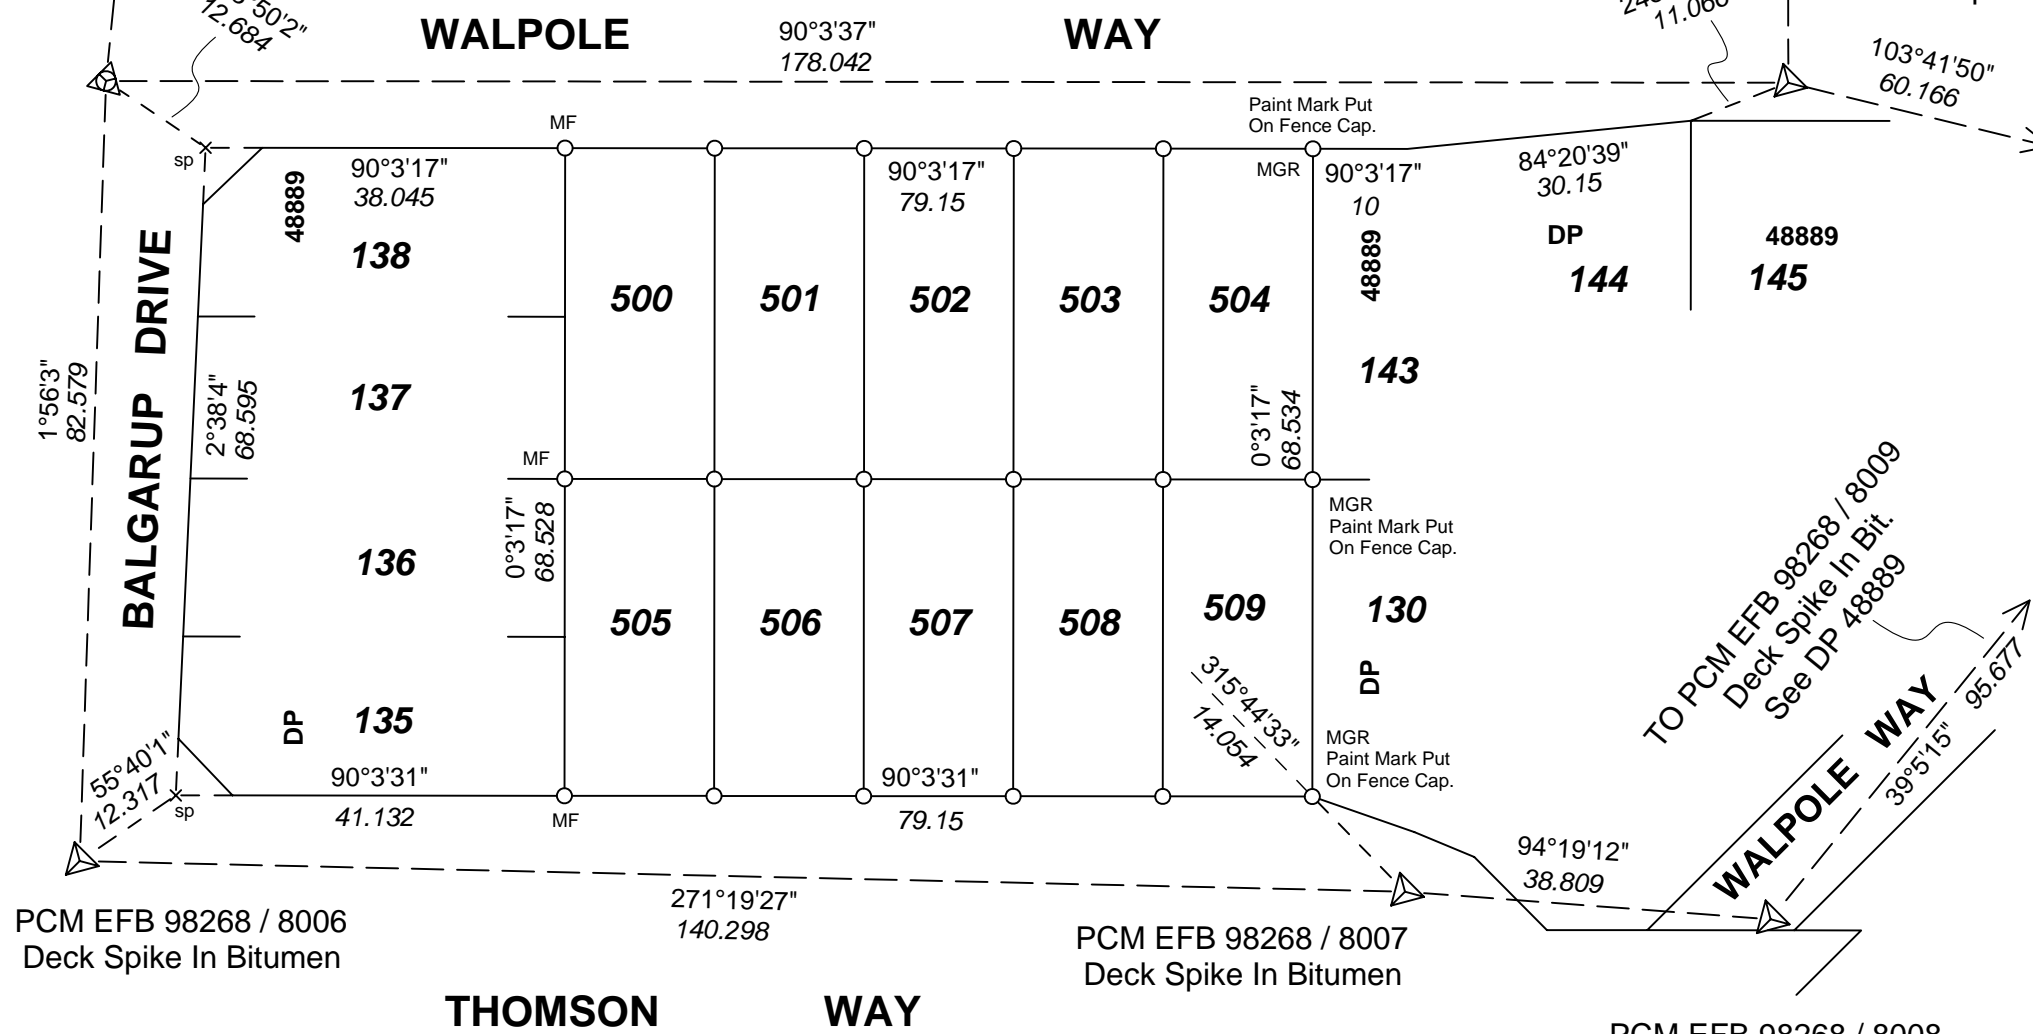 12.684
WALPOLE WAY
90°3'37"
178.042
11.060
103°41'50"
60.166
MF
Paint Mark Put
On Fence Cap.
sp
90°3'17"
38.045
90°3'17"
79.15
MGR
90°3'17"
10
84°20'39"
30.15
48889
138
500
501
502
503
504
48889
DP
144
48889
145
BALGARUP DRIVE
1°56'3"
82.579
2°38'4"
68.595
137
143
0°3'17"
68.534
MF
0°3'17"
68.528
MGR
Paint Mark Put
On Fence Cap.
136
505
506
507
508
509
130
DP
TO PCM EFB 98268 / 8009
Deck Spike In Bit.
See DP 48889
315°44'33"
14.054
DP
135
MGR
Paint Mark Put
On Fence Cap.
WALPOLE WAY
39°5'15"
95.677
55°40'1"
12.317
sp
90°3'31"
41.132
MF
90°3'31"
79.15
94°19'12"
38.809
271°19'27"
140.298
PCM EFB 98268 / 8006
Deck Spike In Bitumen
PCM EFB 98268 / 8007
Deck Spike In Bitumen
THOMSON WAY
PCM EFB 98268 / 8008